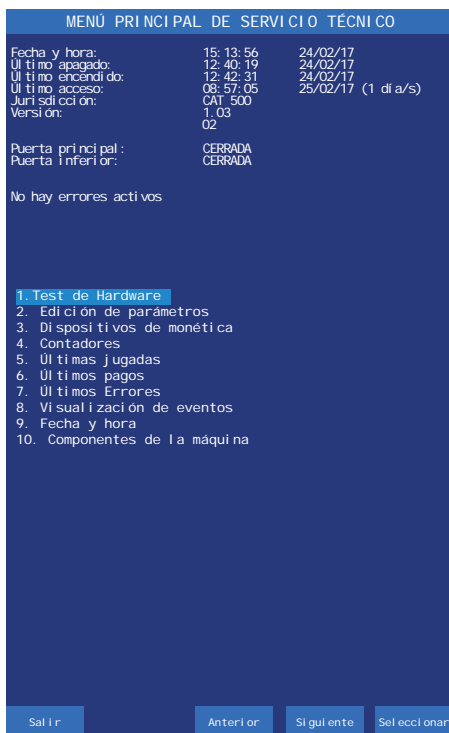 MENÚ PRINCIPAL DE SERVICIO TÉCNICO
Fecha y hora: 15:13:56 24/02/17
Último apagado: 12:40:19 24/02/17
Último encendido: 12:42:31 24/02/17
Último acceso: 08:57:05 25/02/17 (1 día/s)
Jurisdicción: CAT 500
Versión: 1.03
02
Puerta principal: CERRADA
Puerta inferior: CERRADA
No hay errores activos
1.Test de Hardware
2. Edición de parámetros
3. Dispositivos de monética
4. Contadores
5. Últimas jugadas
6. Últimos pagos
7. Últimos Errores
8. Visualización de eventos
9. Fecha y hora
10. Componentes de la máquina
Salir Anterior Siguiente Seleccionar